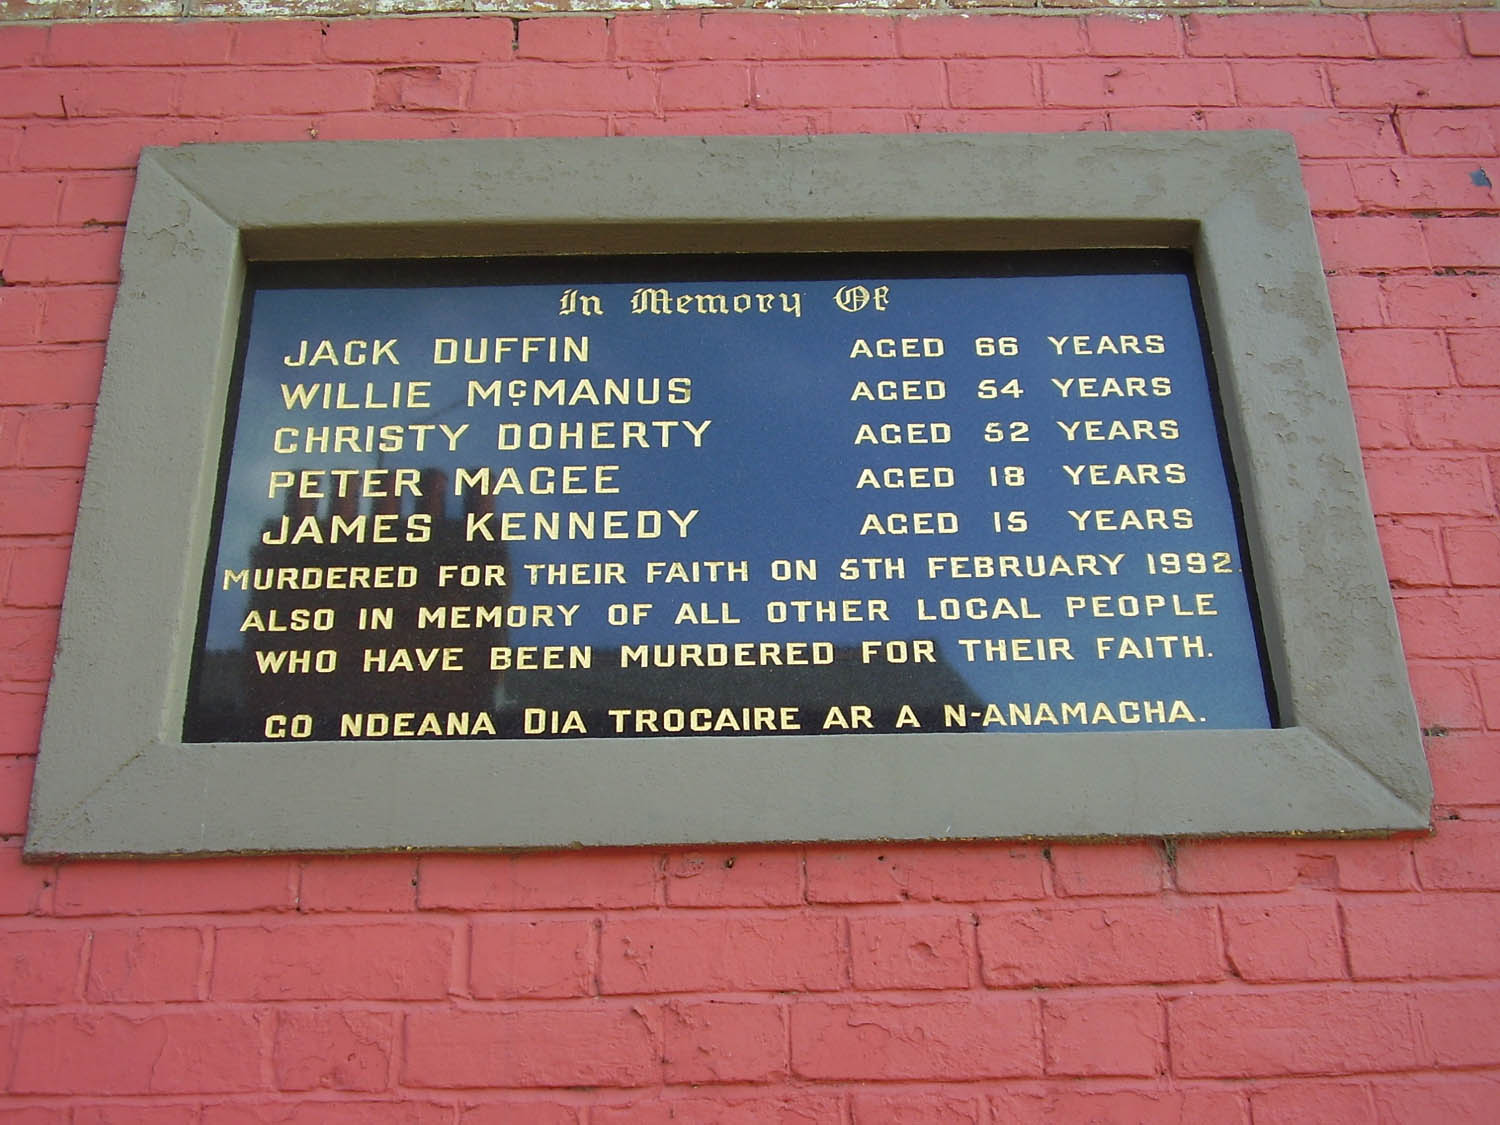 In Memory Of
JACK DUFFIN AGED 66 YEARS
WILLIE McMANUS AGED 54 YEARS
CHRISTY DOHERTY AGED 52 YEARS
PETER MAGEE AGED 18 YEARS
JAMES KENNEDY AGED 15 YEARS
MURDERED FOR THEIR FAITH ON 5TH FEBRUARY 1992.
ALSO IN MEMORY OF ALL OTHER LOCAL PEOPLE
WHO HAVE BEEN MURDERED FOR THEIR FAITH.
GO NDEANA DIA TROCAIRE AR A N-ANAMACHA.